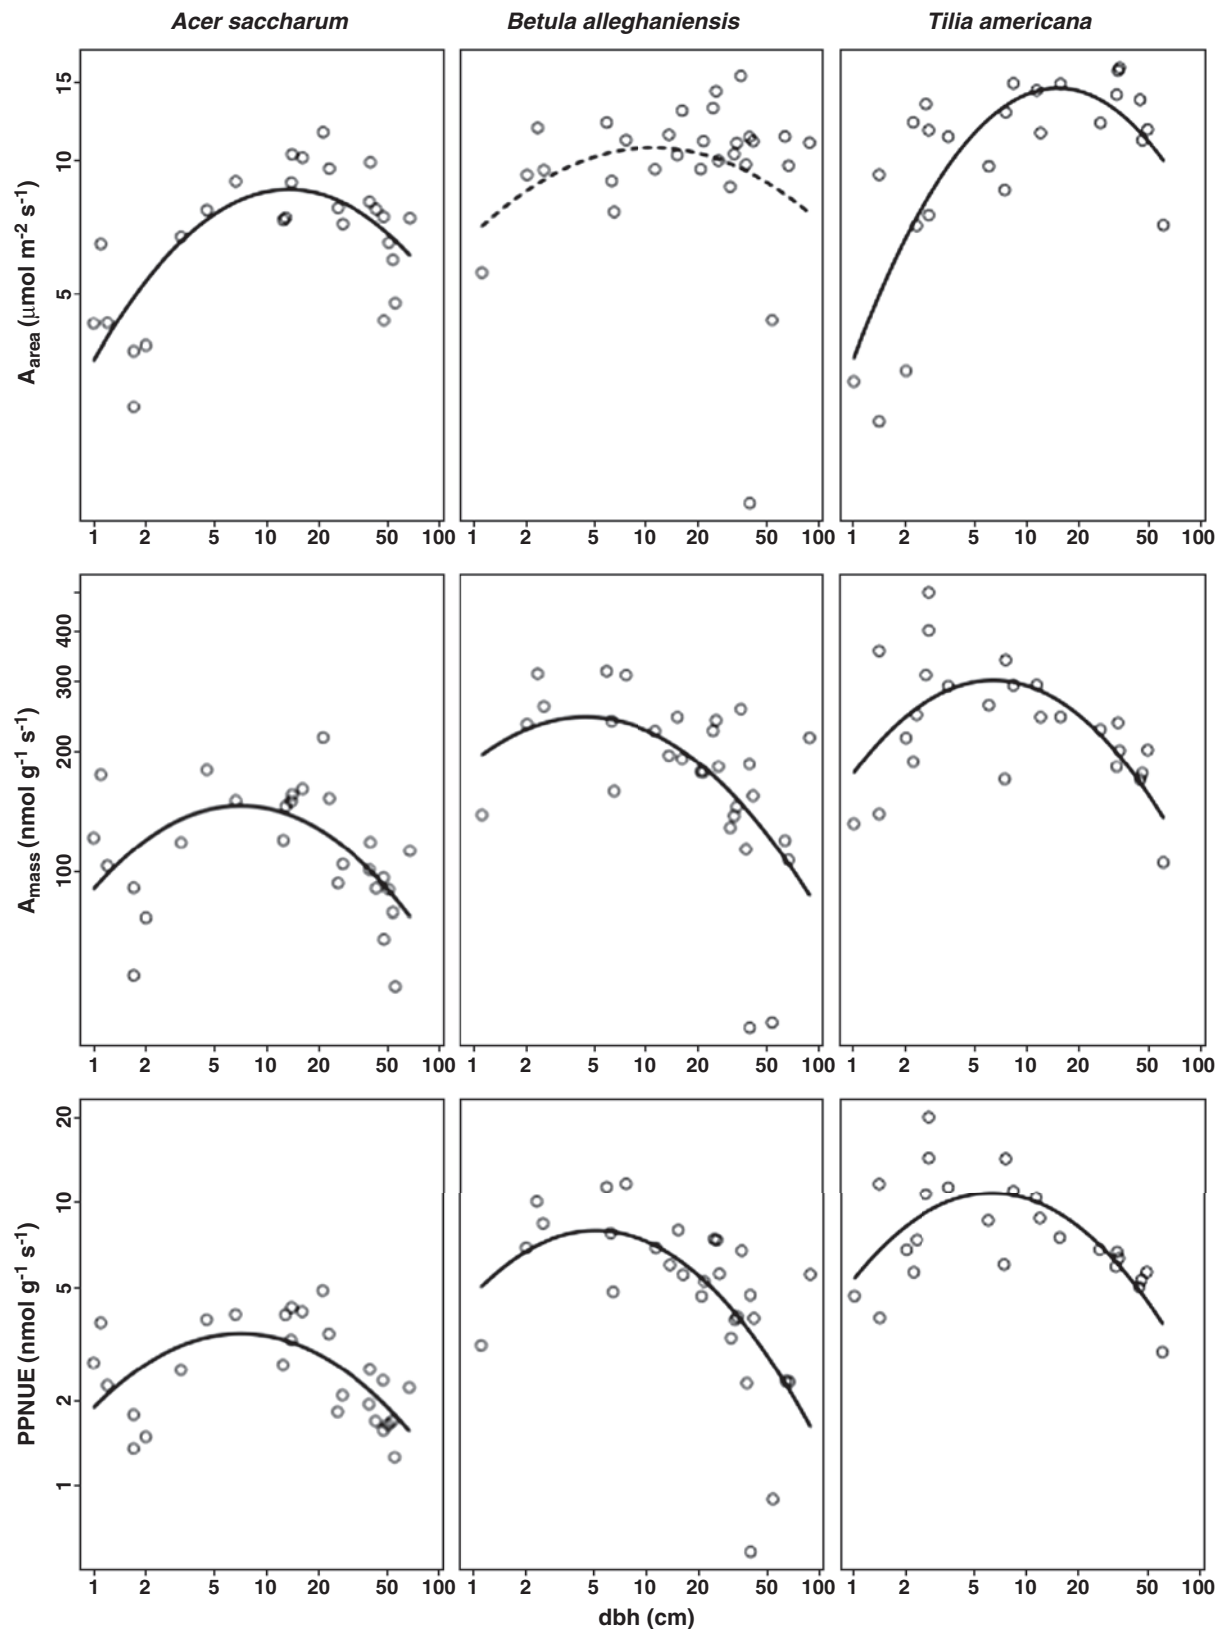 Acer saccharum Betula alleghaniensis Tilia americana
A_area (μmol m⁻² s⁻¹)
15
10
5
1 2 5 10 20 50 100 1 2 5 10 20 50 100 1 2 5 10 20 50 100
A_mass (nmol g⁻¹ s⁻¹)
400
300
200
100
1 2 5 10 20 50 100 1 2 5 10 20 50 100 1 2 5 10 20 50 100
PPNUE (nmol g⁻¹ s⁻¹)
20
10
5
2
1
1 2 5 10 20 50 100 1 2 5 10 20 50 100 1 2 5 10 20 50 100
dbh (cm)